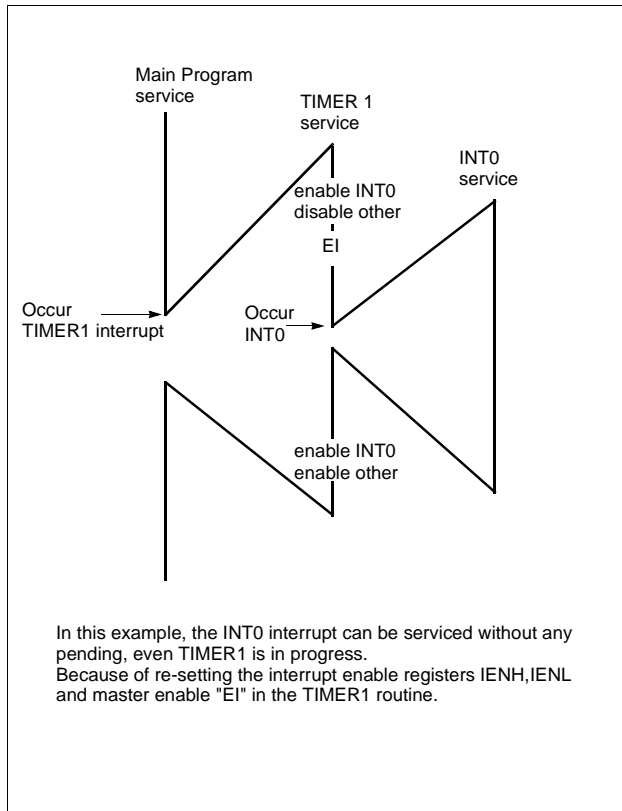 Main Program
service
TIMER 1
service
INT0
service
enable INT0
disable other
EI
Occur
TIMER1 interrupt
Occur
INT0
enable INT0
enable other
In this example, the INT0 interrupt can be serviced without any
pending, even TIMER1 is in progress.
Because of re-setting the interrupt enable registers IENH,IENL
and master enable "EI" in the TIMER1 routine.